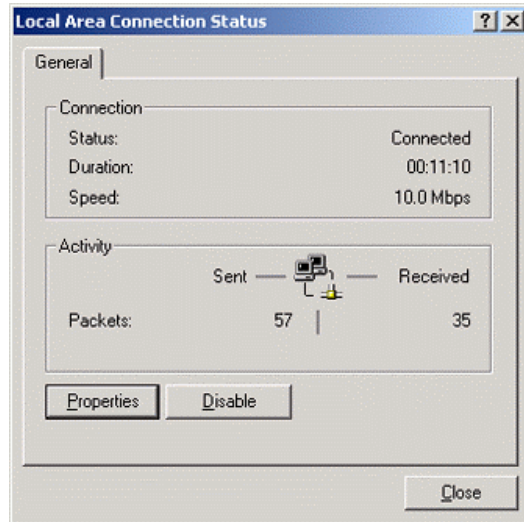 Local Area Connection Status
General
Connection
Status: Connected
Duration: 00:11:10
Speed: 10.0 Mbps
Activity
Sent Received
Packets: 57 35
Properties Disable
Close